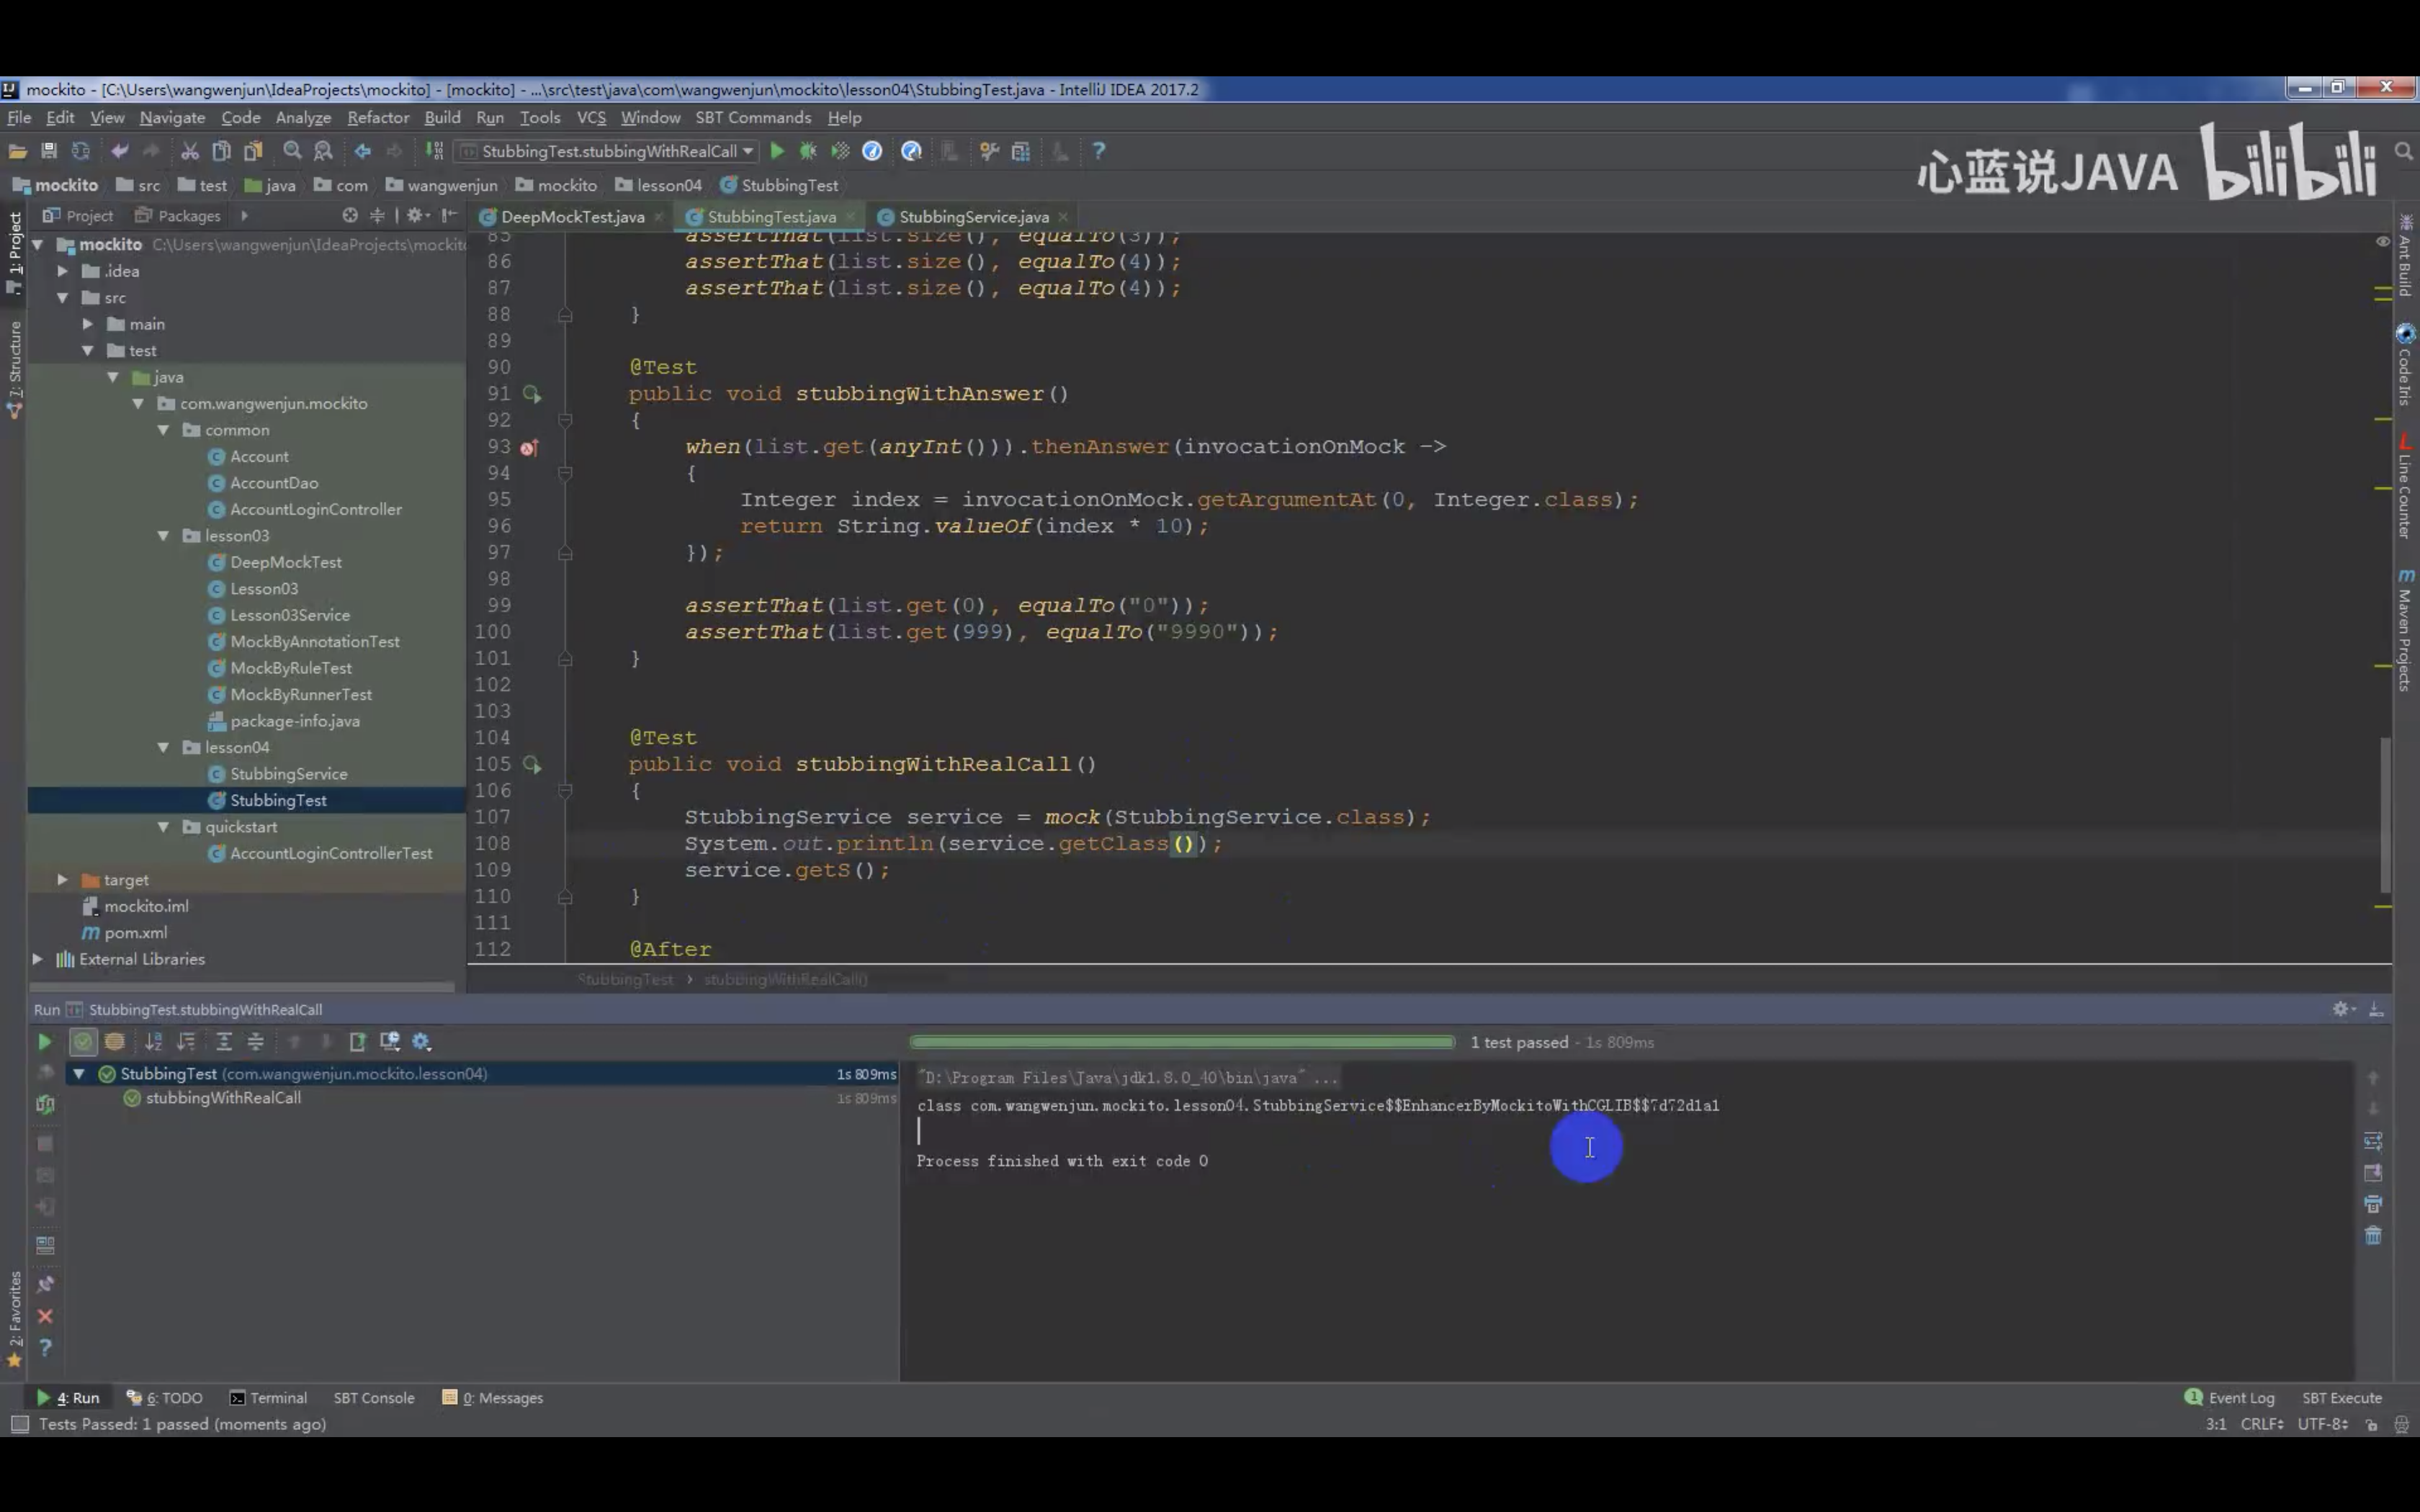 mockito - [C:\Users\wangwenjun\IdeaProjects\mockito] - [mockito] - ...\src\test\java\com\wangwenjun\mockito\lesson04\StubbingTest.java - IntelliJ IDEA 2017.2
File Edit View Navigate Code Analyze Refactor Build Run Tools VCS Window SBT Commands Help
StubbingTest.stubbingWithRealCall
心蓝说JAVA bilibili
mockito src test java com wangwenjun mockito lesson04 StubbingTest
Project Packages
DeepMockTest.java StubbingTest.java StubbingService.java
1: Project
7: Structure
2: Favorites
mockito C:\Users\wangwenjun\IdeaProjects\mockito
.idea
src
main
test
java
com.wangwenjun.mockito
common
Account
AccountDao
AccountLoginController
lesson03
DeepMockTest
Lesson03
Lesson03Service
MockByAnnotationTest
MockByRuleTest
MockByRunnerTest
package-info.java
lesson04
StubbingService
StubbingTest
quickstart
AccountLoginControllerTest
target
mockito.iml
pom.xml
External Libraries
85 assertThat(list.size(), equalTo(3));
86 assertThat(list.size(), equalTo(4));
87 assertThat(list.size(), equalTo(4));
88 }
89
90 @Test
91 public void stubbingWithAnswer()
92 {
93 when(list.get(anyInt())).thenAnswer(invocationOnMock ->
94 {
95 Integer index = invocationOnMock.getArgumentAt(0, Integer.class);
96 return String.valueOf(index * 10);
97 });
98
99 assertThat(list.get(0), equalTo("0"));
100 assertThat(list.get(999), equalTo("9990"));
101 }
102
103
104 @Test
105 public void stubbingWithRealCall()
106 {
107 StubbingService service = mock(StubbingService.class);
108 System.out.println(service.getClass());
109 service.getS();
110 }
111
112 @After
StubbingTest › stubbingWithRealCall()
Ant Build
Code Iris
Line Counter
Maven Projects
Run StubbingTest.stubbingWithRealCall
1 test passed - 1s 809ms
StubbingTest (com.wangwenjun.mockito.lesson04) 1s 809ms
stubbingWithRealCall 1s 809ms
"D:\Program Files\Java\jdk1.8.0_40\bin\java" ...
class com.wangwenjun.mockito.lesson04.StubbingService$$EnhancerByMockitoWithCGLIB$$7d72d1a1
Process finished with exit code 0
4: Run 6: TODO Terminal SBT Console 0: Messages
1 Event Log SBT Execute
Tests Passed: 1 passed (moments ago)
3:1 CRLF UTF-8